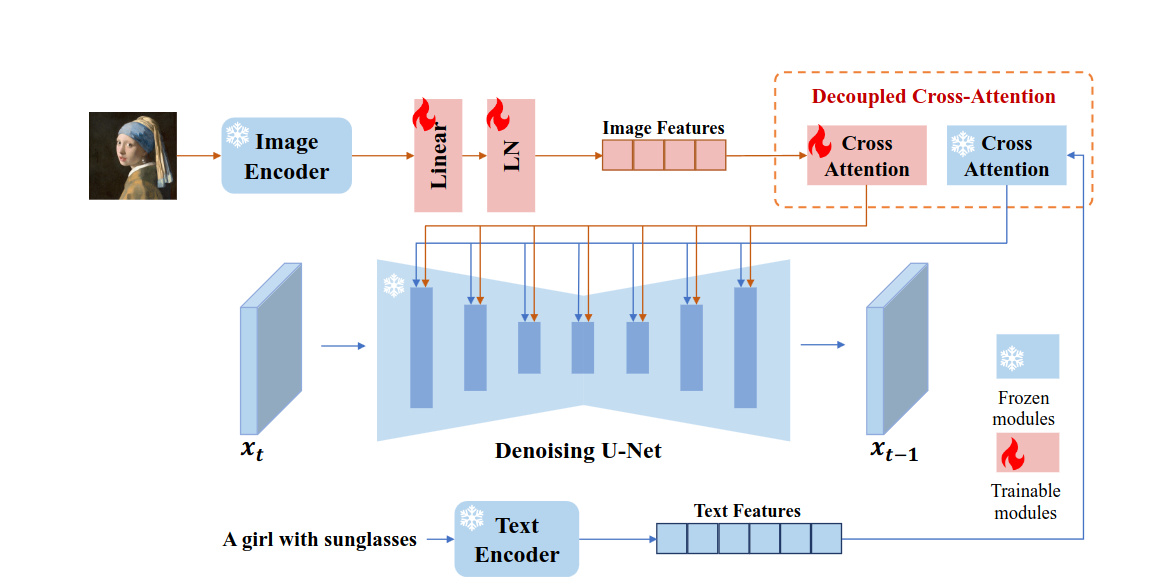 Decoupled Cross-Attention
Image
Encoder
Linear
LN
Image Features
Cross
Attention
Cross
Attention
x_t
Denoising U-Net
x_{t−1}
Frozen
modules
Trainable
modules
A girl with sunglasses
Text
Encoder
Text Features